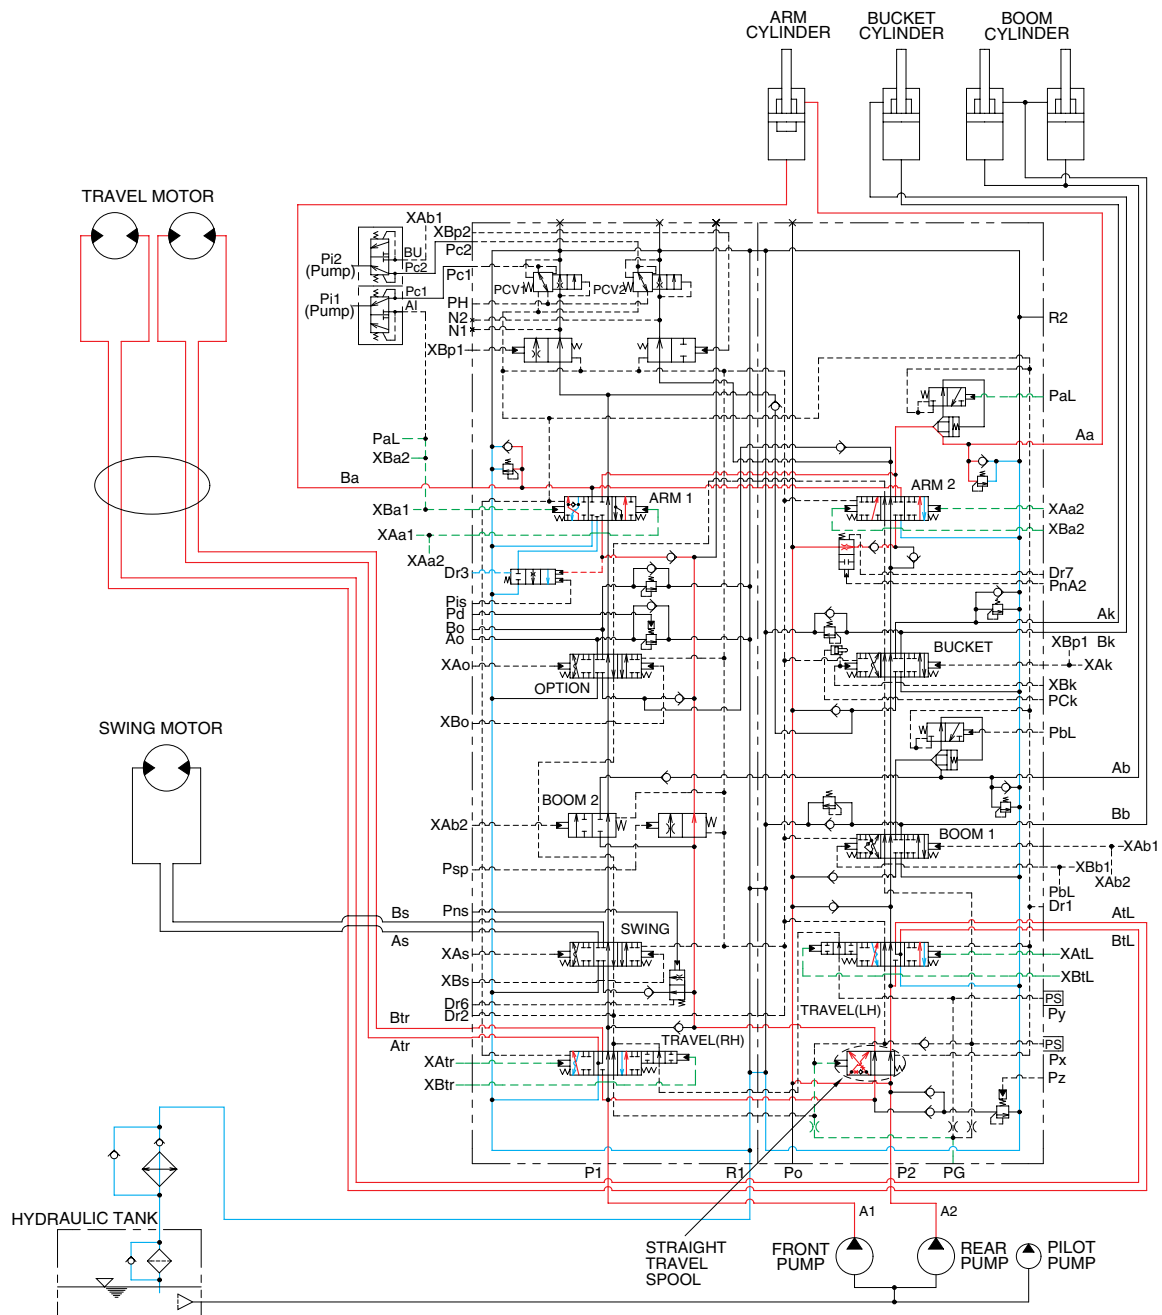 ARM
CYLINDER
BUCKET
CYLINDER
BOOM
CYLINDER
TRAVEL MOTOR
XAb1
XBp2
Pc2
Pc1
BU
Pc2
Pi2
(Pump)
Pc1
AI
Pi1
(Pump)
PCV1
PCV2
PH
N2
N1
XBp1
R2
PaL
Aa
PaL
XBa2
Ba
XBa1
ARM 1
ARM 2
XAa2
XBa2
XAa1
XAa2
Dr3
Pis
Pd
Bo
Ao
Dr7
PnA2
Ak
XBp1
Bk
XAo
OPTION
BUCKET
XAk
XBk
PCk
XBo
PbL
SWING MOTOR
Ab
BOOM 2
XAb2
Bb
BOOM 1
XAb1
XBb1
XAb2
PbL
Dr1
Psp
Pns
Bs
As
SWING
AtL
BtL
XAs
XBs
Dr6
Dr2
XAtL
XBtL
PS
Py
TRAVEL(LH)
Btr
Atr
TRAVEL(RH)
PS
Px
Pz
XAtr
XBtr
P1
R1
Po
P2
PG
HYDRAULIC TANK
A1
A2
STRAIGHT
TRAVEL
SPOOL
FRONT
PUMP
REAR
PUMP
PILOT
PUMP